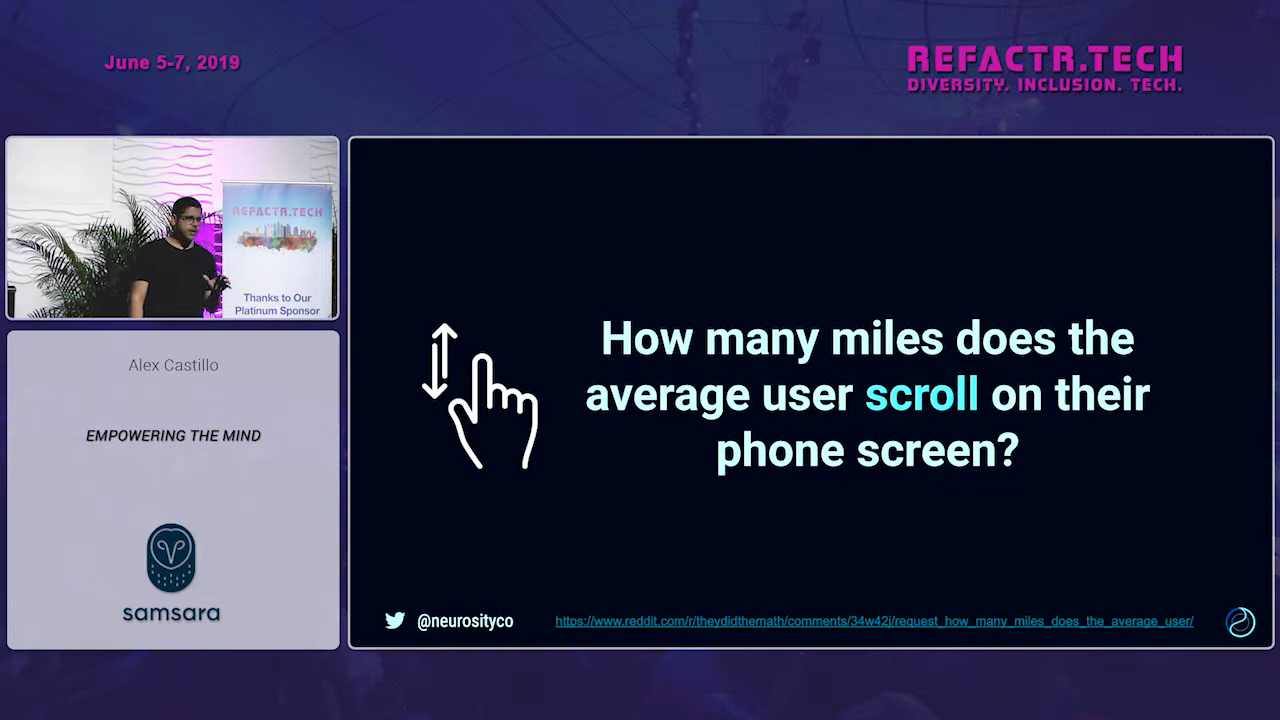 June 5-7, 2019
REFACTR.TECH
DIVERSITY. INCLUSION. TECH.
REFACTR.TECH
Thanks to Our
Platinum Sponsor
Alex Castillo
EMPOWERING THE MIND
samsara
How many miles does the
average user scroll on their
phone screen?
@neurosityco
https://www.reddit.com/r/theydidthemath/comments/34w42j/request_how_many_miles_does_the_average_user/